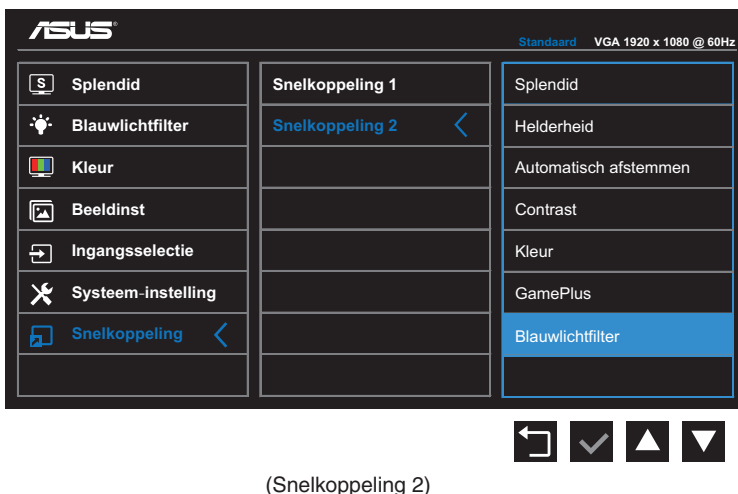 ASUS
Standaard VGA 1920 x 1080 @ 60Hz
S Splendid
Blauwlichtfilter
Kleur
Beeldinst
Ingangsselectie
Systeem-instelling
Snelkoppeling
Snelkoppeling 1
Snelkoppeling 2
Splendid
Helderheid
Automatisch afstemmen
Contrast
Kleur
GamePlus
Blauwlichtfilter
(Snelkoppeling 2)